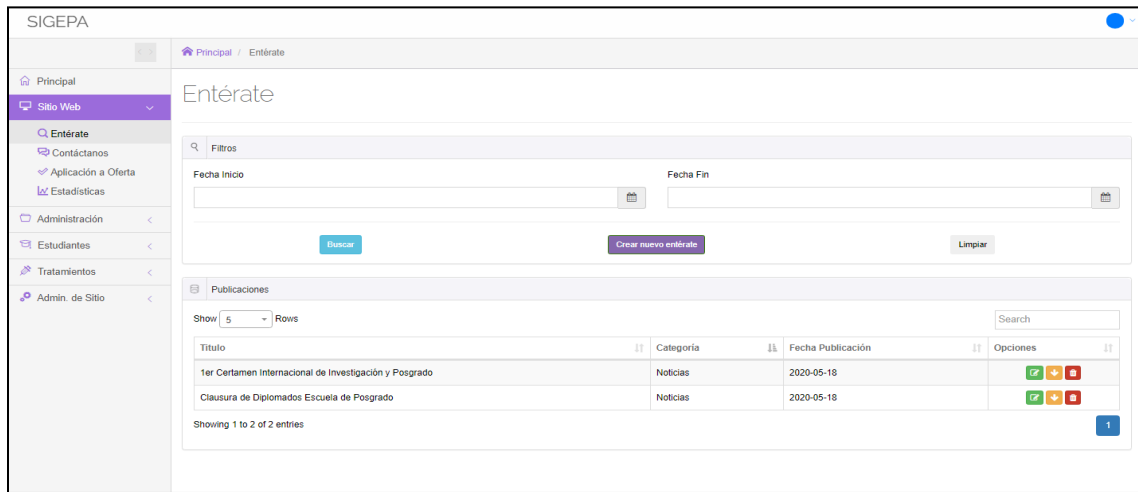 SIGEPA
Principal / Entérate
Principal
Sitio Web
Entérate
Contáctanos
Aplicación a Oferta
Estadísticas
Administración
Estudiantes
Tratamientos
Admin. de Sitio
Entérate
Filtros
Fecha Inicio Fecha Fin
Buscar Crear nuevo entérate Limpiar
Publicaciones
Show 5 Rows Search
Titulo Categoría Fecha Publicación Opciones
1er Certamen Internacional de Investigaciòn y Posgrado Noticias 2020-05-18
Clausura de Diplomados Escuela de Posgrado Noticias 2020-05-18
Showing 1 to 2 of 2 entries 1